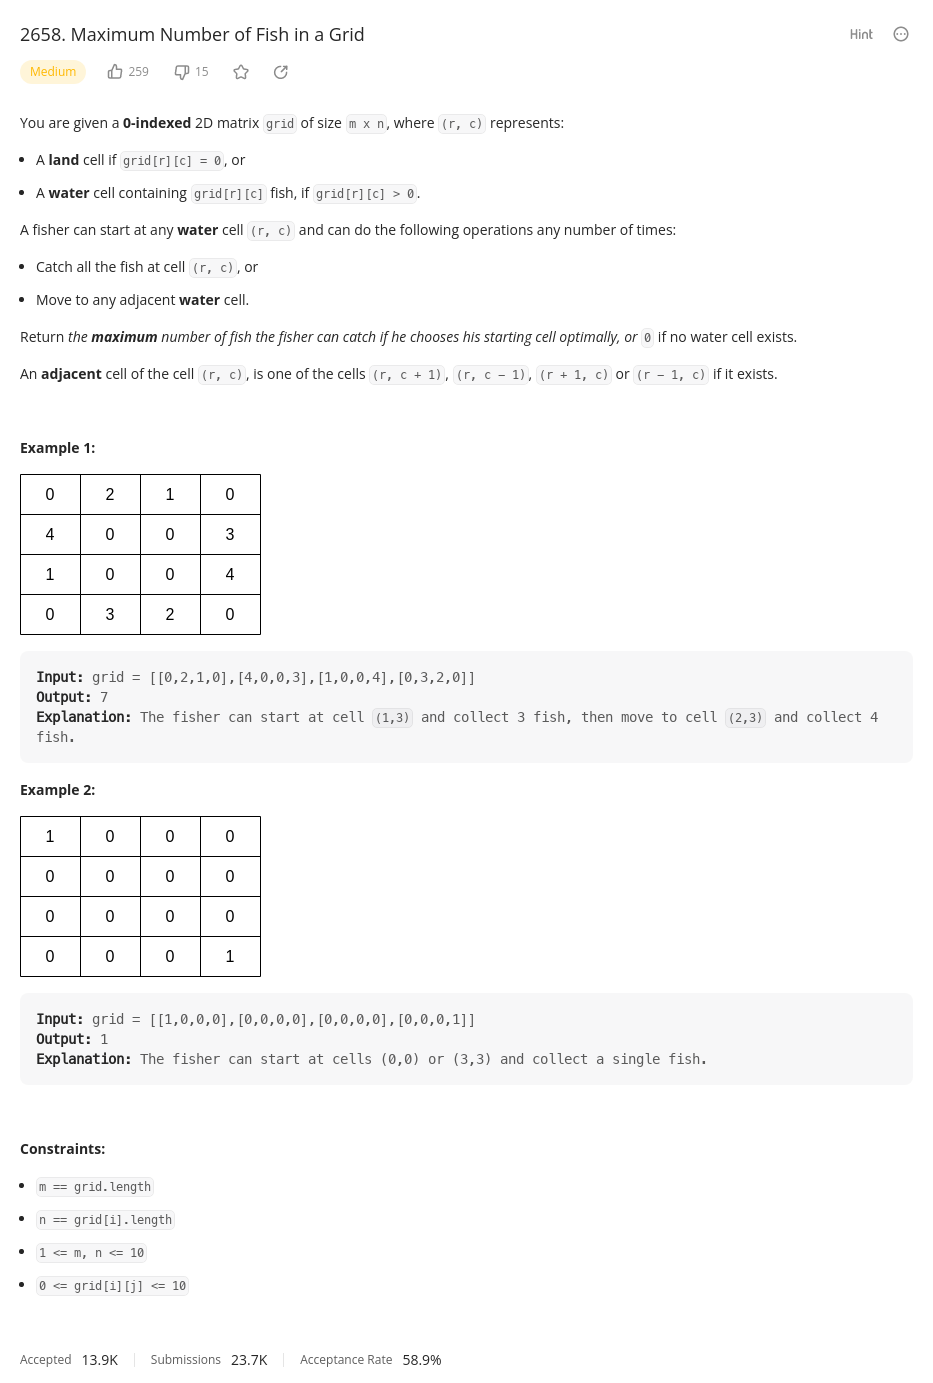 2658. Maximum Number of Fish in a Grid
Hint
Medium 259 15
You are given a 0-indexed 2D matrix grid of size m x n, where (r, c) represents:
A land cell if grid[r][c] = 0, or
A water cell containing grid[r][c] fish, if grid[r][c] > 0.
A fisher can start at any water cell (r, c) and can do the following operations any number of times:
Catch all the fish at cell (r, c), or
Move to any adjacent water cell.
Return the maximum number of fish the fisher can catch if he chooses his starting cell optimally, or 0 if no water cell exists.
An adjacent cell of the cell (r, c), is one of the cells (r, c + 1), (r, c − 1), (r + 1, c) or (r − 1, c) if it exists.
Example 1:
0 2 1 0
4 0 0 3
1 0 0 4
0 3 2 0
Input: grid = [[0,2,1,0],[4,0,0,3],[1,0,0,4],[0,3,2,0]]
Output: 7
Explanation: The fisher can start at cell (1,3) and collect 3 fish, then move to cell (2,3) and collect 4
fish.
Example 2:
1 0 0 0
0 0 0 0
0 0 0 0
0 0 0 1
Input: grid = [[1,0,0,0],[0,0,0,0],[0,0,0,0],[0,0,0,1]]
Output: 1
Explanation: The fisher can start at cells (0,0) or (3,3) and collect a single fish.
Constraints:
m == grid.length
n == grid[i].length
1 <= m, n <= 10
0 <= grid[i][j] <= 10
Accepted 13.9K Submissions 23.7K Acceptance Rate 58.9%